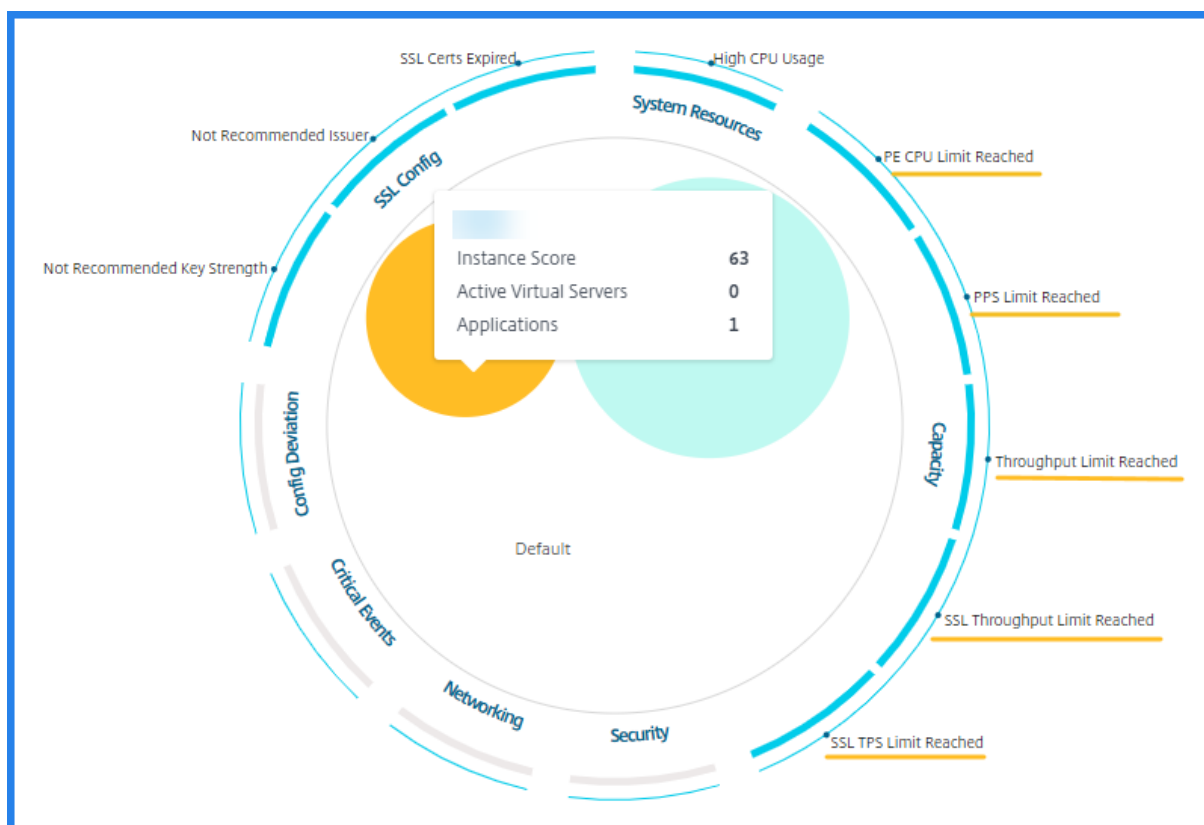 SSL Certs Expired
High CPU Usage
System Resources
Not Recommended Issuer
PE CPU Limit Reached
SSL Config
Not Recommended Key Strength
Instance Score 63
Active Virtual Servers 0
Applications 1
PPS Limit Reached
Config Deviation
Capacity
Throughput Limit Reached
Default
Critical Events
SSL Throughput Limit Reached
Networking
Security
SSL TPS Limit Reached